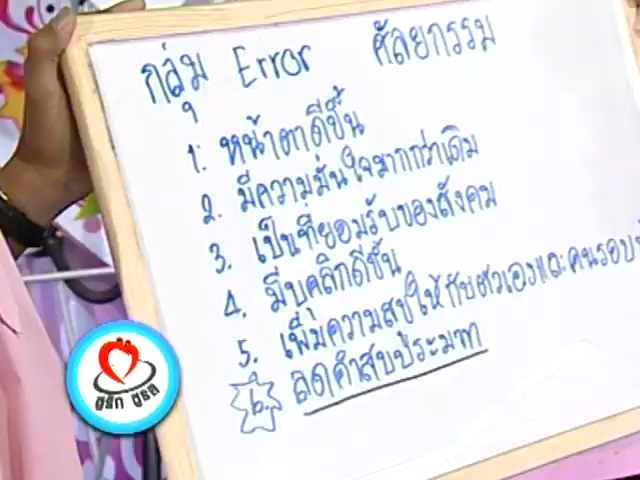 กลุ่ม Error ศัลยกรรม
1. หน้าตาดีขึ้น
2. มีความมั่นใจมากกว่าเดิม
3. เป็นที่ยอมรับของสังคม
4. มีบุคลิกดีขึ้น
5. เพิ่มความสุขให้กับตัวเองและคนรอบ
6. ลดคำสบประมาท